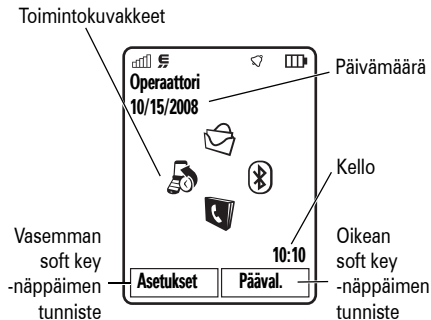 Toimintokuvakkeet
Operaattori
10/15/2008
Päivämäärä
Kello
10:10
Vasemman
soft key
-näppäimen
tunniste
Asetukset
Pääval.
Oikean
soft key
-näppäimen
tunniste